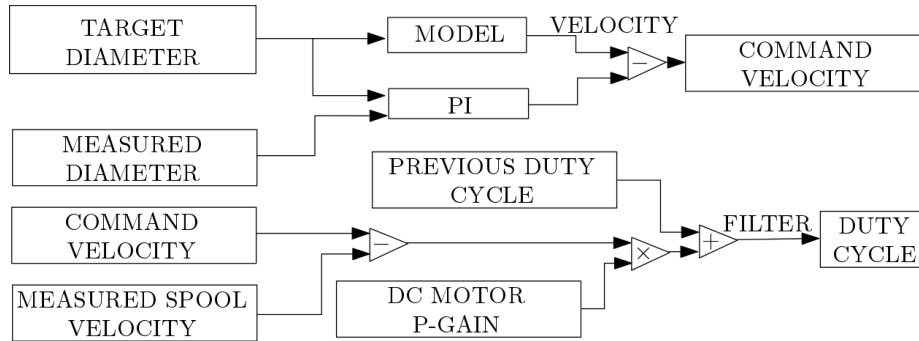 TARGET
DIAMETER
MODEL
VELOCITY
−
COMMAND
VELOCITY
PI
MEASURED
DIAMETER
PREVIOUS DUTY
CYCLE
COMMAND
VELOCITY
−
×
+
FILTER
DUTY
CYCLE
MEASURED SPOOL
VELOCITY
DC MOTOR
P-GAIN